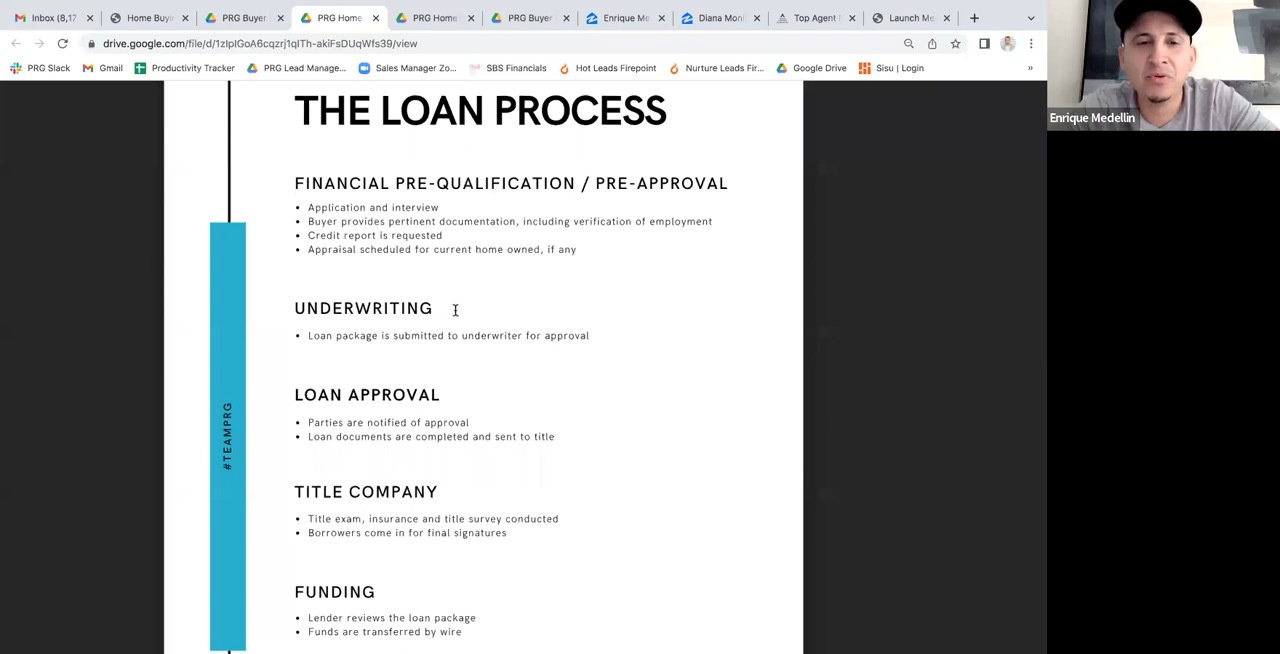 Inbox (8,17
Home Buyi
PRG Buyer
PRG Home
PRG Home
PRG Buyer
Enrique Me
Diana Mon
Top Agent
Launch Me
drive.google.com/file/d/1zIpIGoA6cqzrj1qITh-akiFsDUqWfs39/view
PRG Slack
Gmail
Productivity Tracker
PRG Lead Manage...
Sales Manager Zo...
SBS Financials
Hot Leads Firepoint
Nurture Leads Fir...
Google Drive
Sisu | Login
»
THE LOAN PROCESS
FINANCIAL PRE-QUALIFICATION / PRE-APPROVAL
• Application and interview
• Buyer provides pertinent documentation, including verification of employment
• Credit report is requested
• Appraisal scheduled for current home owned, if any
UNDERWRITING
• Loan package is submitted to underwriter for approval
LOAN APPROVAL
• Parties are notified of approval
• Loan documents are completed and sent to title
TITLE COMPANY
• Title exam, insurance and title survey conducted
• Borrowers come in for final signatures
FUNDING
• Lender reviews the loan package
• Funds are transferred by wire
#TEAMPRG
Enrique Medellin